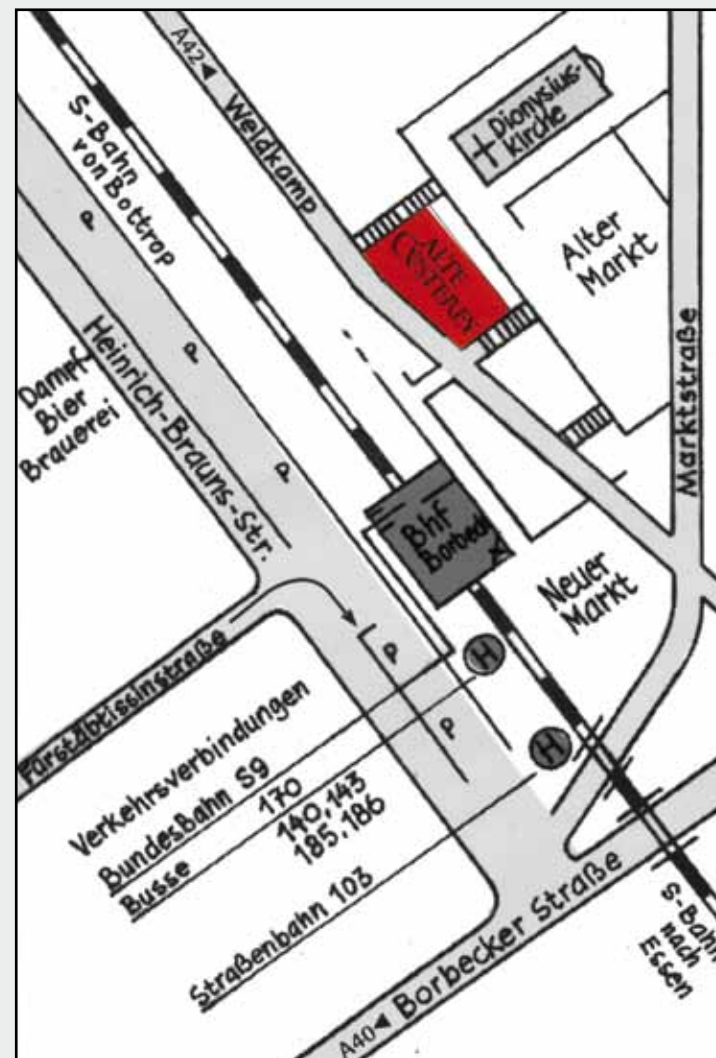 A42
Weldkamp
S-Bahn
von Bottrop
Dionysius-
kirche
ALTE
CÜSTEREY
Alter
Markt
Marktstraße
P
P
P
Heinrich-Brauns-Str.
Dampf-
Bier
Brauerei
Bhf
Borbeck
Neuer
Markt
H
H
P
P
Fürstäbtissinstraße
Verkehrsverbindungen
BundesBahn S9
Busse
170
140, 143
185, 186
Straßenbahn 103
A40
Borbecker Straße
S-Bahn
nach
Essen